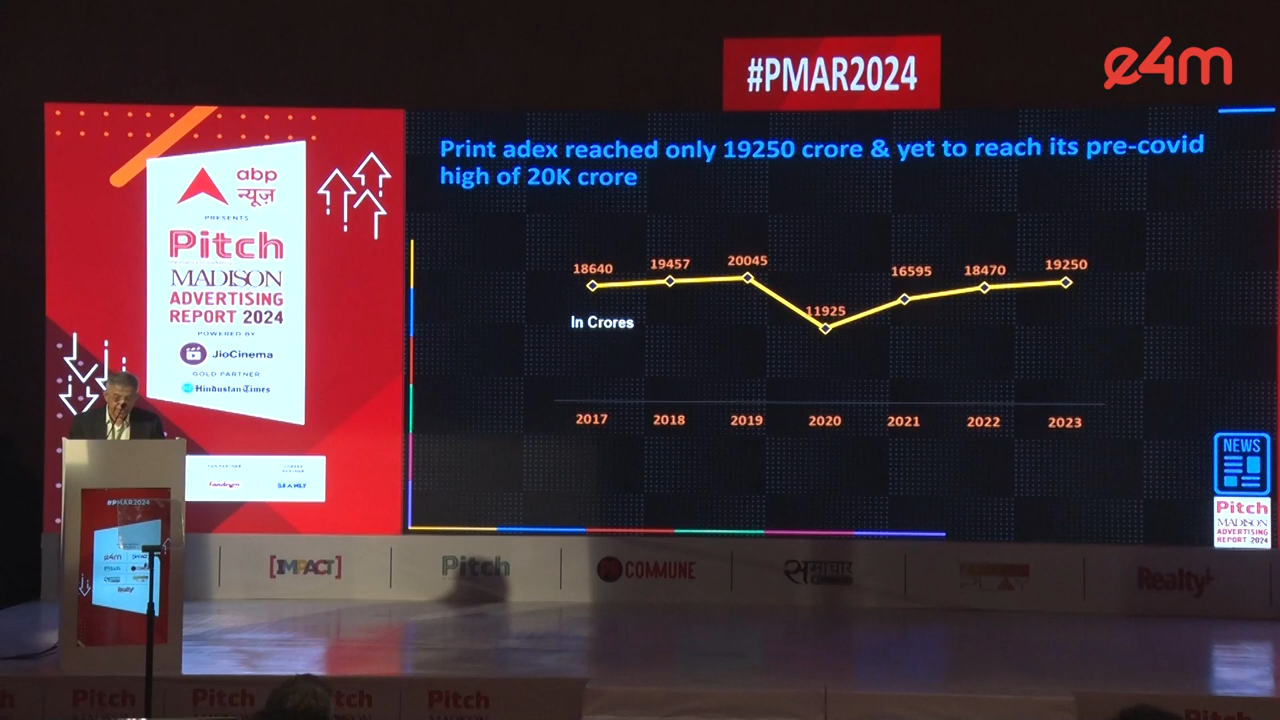 #PMAR2024
e4m
abp
न्यूज़
PRESENTS
Pitch
MADISON
ADVERTISING
REPORT 2024
POWERED BY
JioCinema
GOLD PARTNER
Hindustan Times
Print adex reached only 19250 crore & yet to reach its pre-covid
high of 20K crore
18640 19457 20045 11925 16595 18470 19250
In Crores
2017 2018 2019 2020 2021 2022 2023
NEWS
Pitch
MADISON
ADVERTISING
REPORT 2024
#PMAR2024
e4m
[IMPACT] Pitch COMMUNE समाचार Realty+
Pitch Pitch Pitch Pitch
MADISON